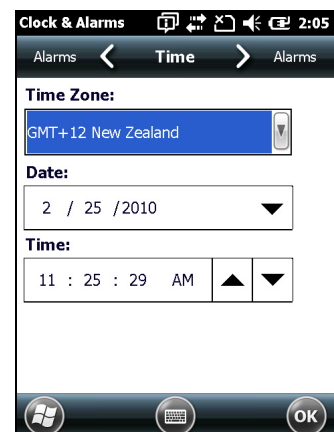 Clock & Alarms 2:05
Alarms Time Alarms
Time Zone:
GMT+12 New Zealand
Date:
2 / 25 /2010
Time:
11 : 25 : 29 AM
OK